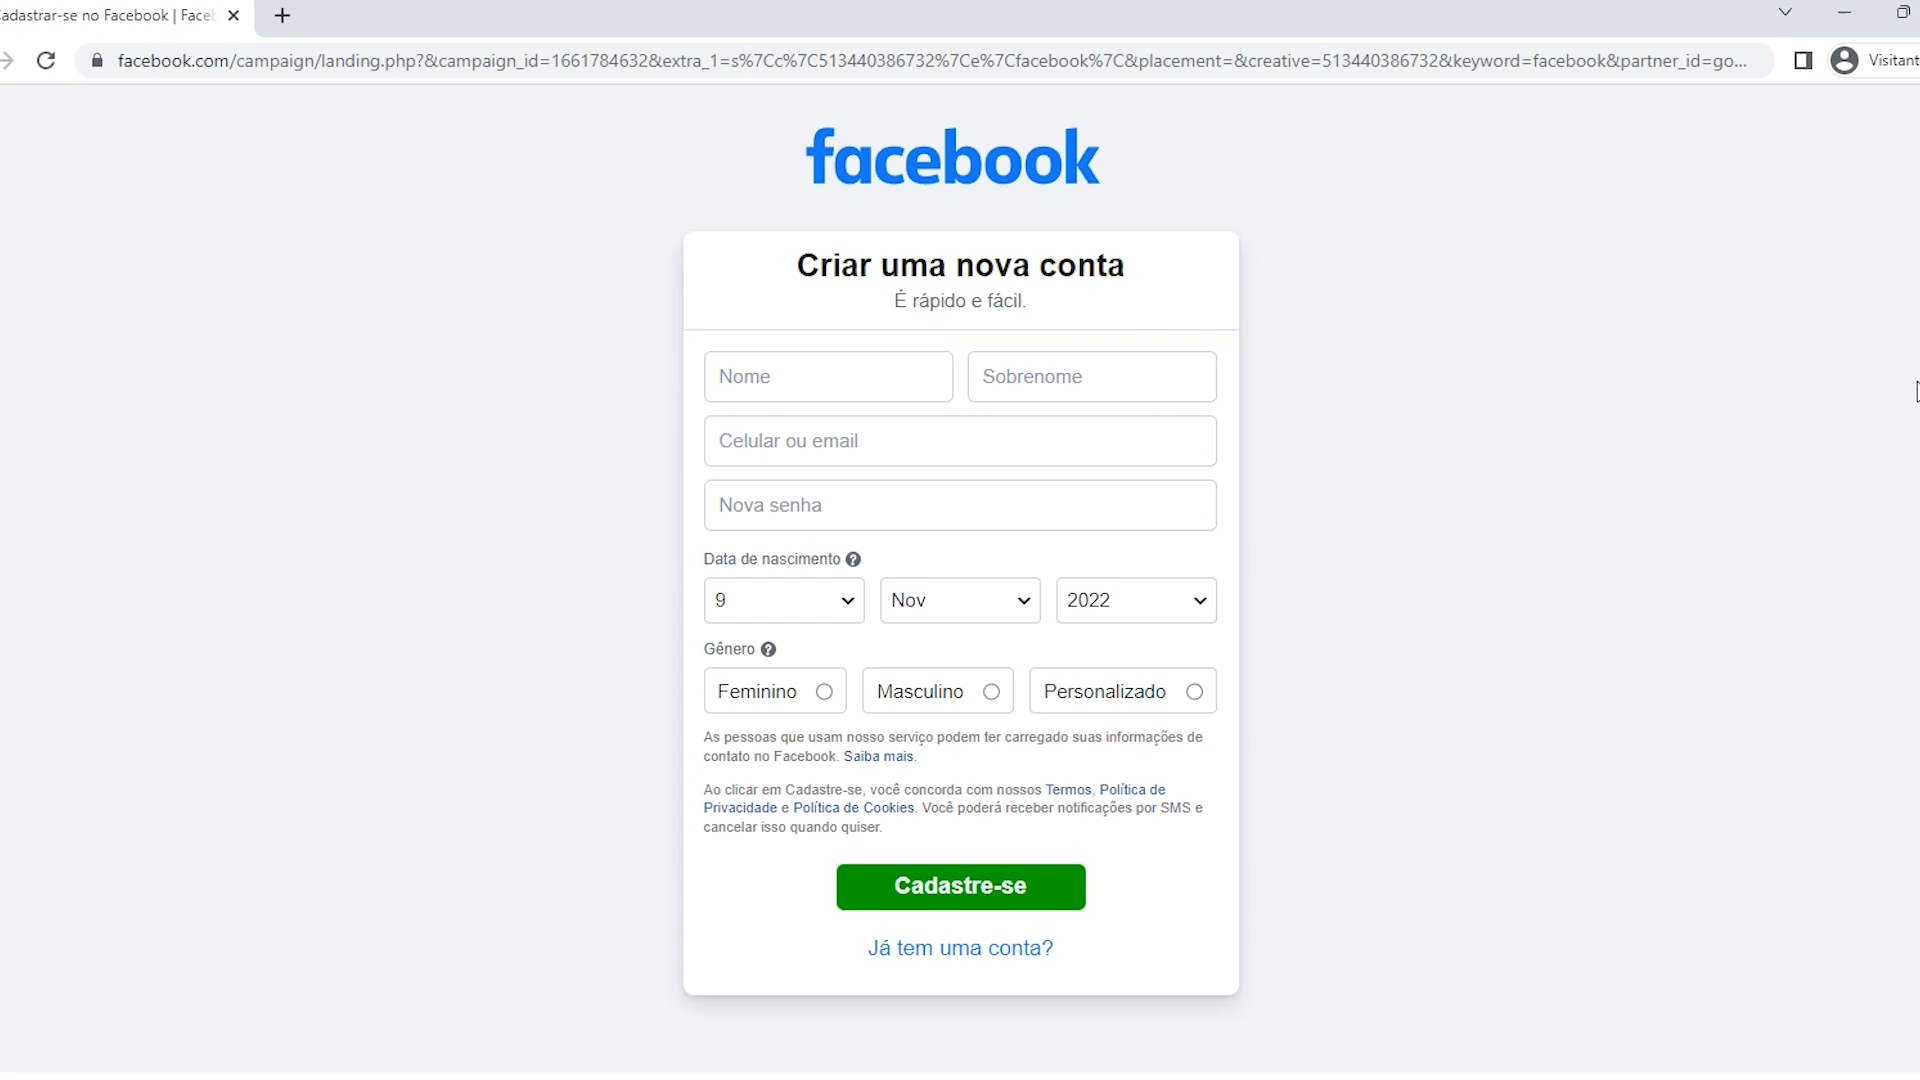 adastrar-se no Facebook | Face
facebook.com/campaign/landing.php?&campaign_id=1661784632&extra_1=s%7Cc%7C513440386732%7Ce%7Cfacebook%7C&placement=&creative=513440386732&keyword=facebook&partner_id=go...
Visitant
facebook
Criar uma nova conta
É rápido e fácil.
Nome
Sobrenome
Celular ou email
Nova senha
Data de nascimento ?
9
Nov
2022
Gênero ?
Feminino
Masculino
Personalizado
As pessoas que usam nosso serviço podem ter carregado suas informações de
contato no Facebook. Saiba mais.
Ao clicar em Cadastre-se, você concorda com nossos Termos, Política de
Privacidade e Política de Cookies. Você poderá receber notificações por SMS e
cancelar isso quando quiser.
Cadastre-se
Já tem uma conta?